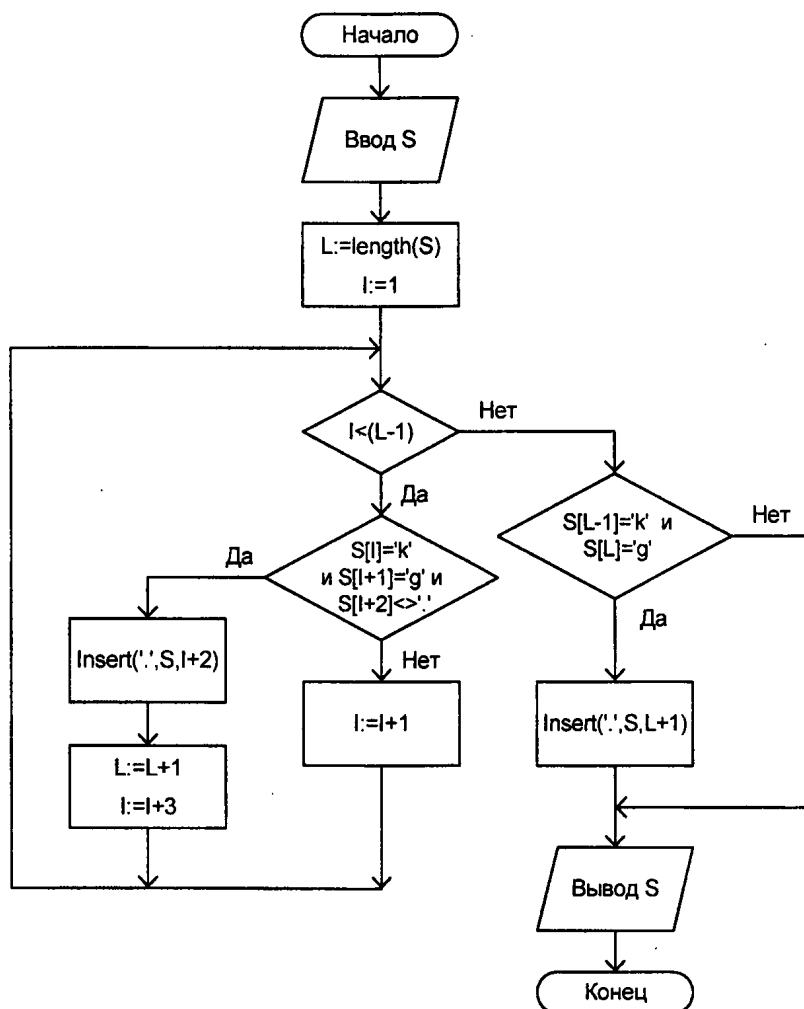 Начало
Ввод S
L:=length(S)
I:=1
I<(L-1)
Нет
Да
S[I]='k'
и S[I+1]='g' и
S[I+2]<>'.'
Да
Нет
Insert('.',S,I+2)
L:=L+1
I:=I+3
I:=I+1
S[L-1]='k' и
S[L]='g'
Нет
Да
Insert('.',S,L+1)
Вывод S
Конец